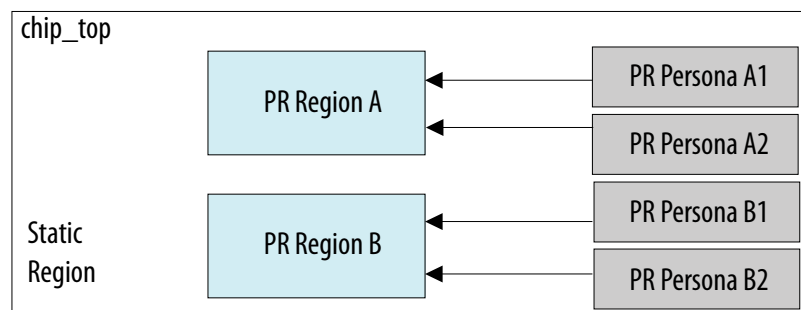 chip_top
PR Region A
PR Persona A1
PR Persona A2
PR Region B
PR Persona B1
PR Persona B2
Static
Region